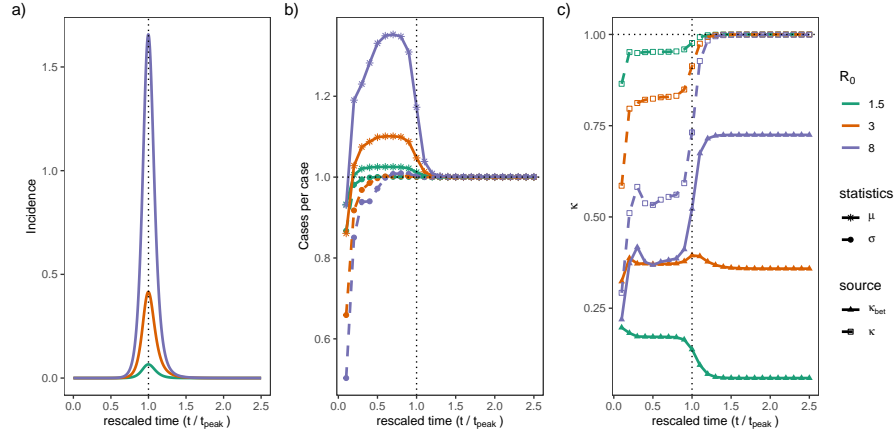 a)
b)
c)
Incidence
1.5
1.0
0.5
0.0
0.0 0.5 1.0 1.5 2.0 2.5
rescaled time (t / t_peak )
Cases per case
1.2
1.0
0.8
0.6
0.0 0.5 1.0 1.5 2.0 2.5
rescaled time (t / t_peak )
κ
1.00
0.75
0.50
0.25
0.0 0.5 1.0 1.5 2.0 2.5
rescaled time (t / t_peak )
R₀
1.5
3
8
statistics
μ
σ
source
κ_bet
κ